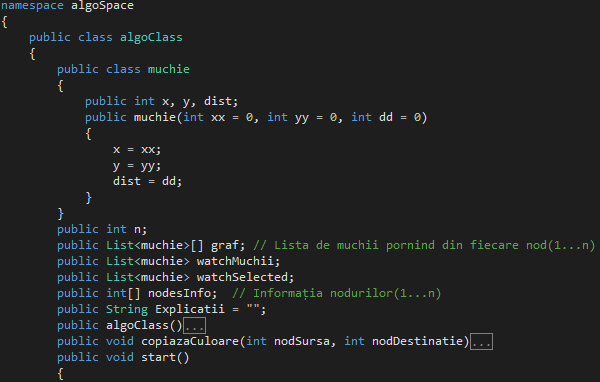 namespace algoSpace
{
    public class algoClass
    {
        public class muchie
        {
            public int x, y, dist;
            public muchie(int xx = 0, int yy = 0, int dd = 0)
            {
                x = xx;
                y = yy;
                dist = dd;
            }
        }
        public int n;
        public List<muchie>[] graf; // Lista de muchii pornind din fiecare nod(1...n)
        public List<muchie> watchMuchii;
        public List<muchie> watchSelected;
        public int[] nodesInfo;  // Informația nodurilor(1...n)
        public String Explicatii = "";
        public algoClass()...
        public void copiazaCuloare(int nodSursa, int nodDestinatie)...
        public void start()
        {